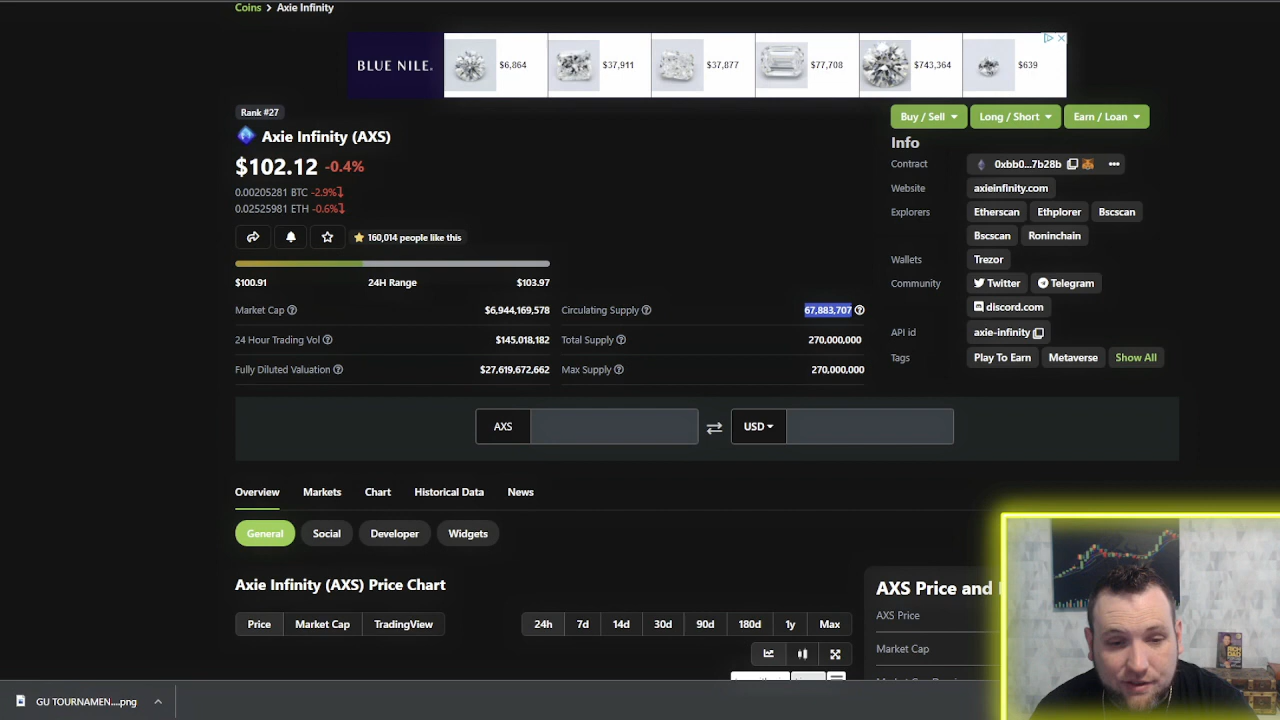 Coins > Axie Infinity
BLUE NILE.
$6,864
$37,911
$37,877
$77,708
$743,364
$639
Rank #27
Axie Infinity (AXS)
$102.12 -0.4%
0.00205281 BTC -2.9%
0.02525981 ETH -0.6%
160,014 people like this
$100.91 24H Range $103.97
Market Cap $6,944,169,578
24 Hour Trading Vol $145,018,182
Fully Diluted Valuation $27,619,672,662
Circulating Supply 67,883,707
Total Supply 270,000,000
Max Supply 270,000,000
Buy / Sell Long / Short Earn / Loan
Info
Contract 0xbb0...7b28b
Website axieinfinity.com
Explorers Etherscan Ethplorer Bscscan
Bscscan Roninchain
Wallets Trezor
Community Twitter Telegram
discord.com
API id axie-infinity
Tags Play To Earn Metaverse Show All
AXS USD
Overview Markets Chart Historical Data News
General Social Developer Widgets
Axie Infinity (AXS) Price Chart
Price Market Cap TradingView
24h 7d 14d 30d 90d 180d 1y Max
AXS Price and
AXS Price
Market Cap
RICH DAD
GU TOURNAMEN....png